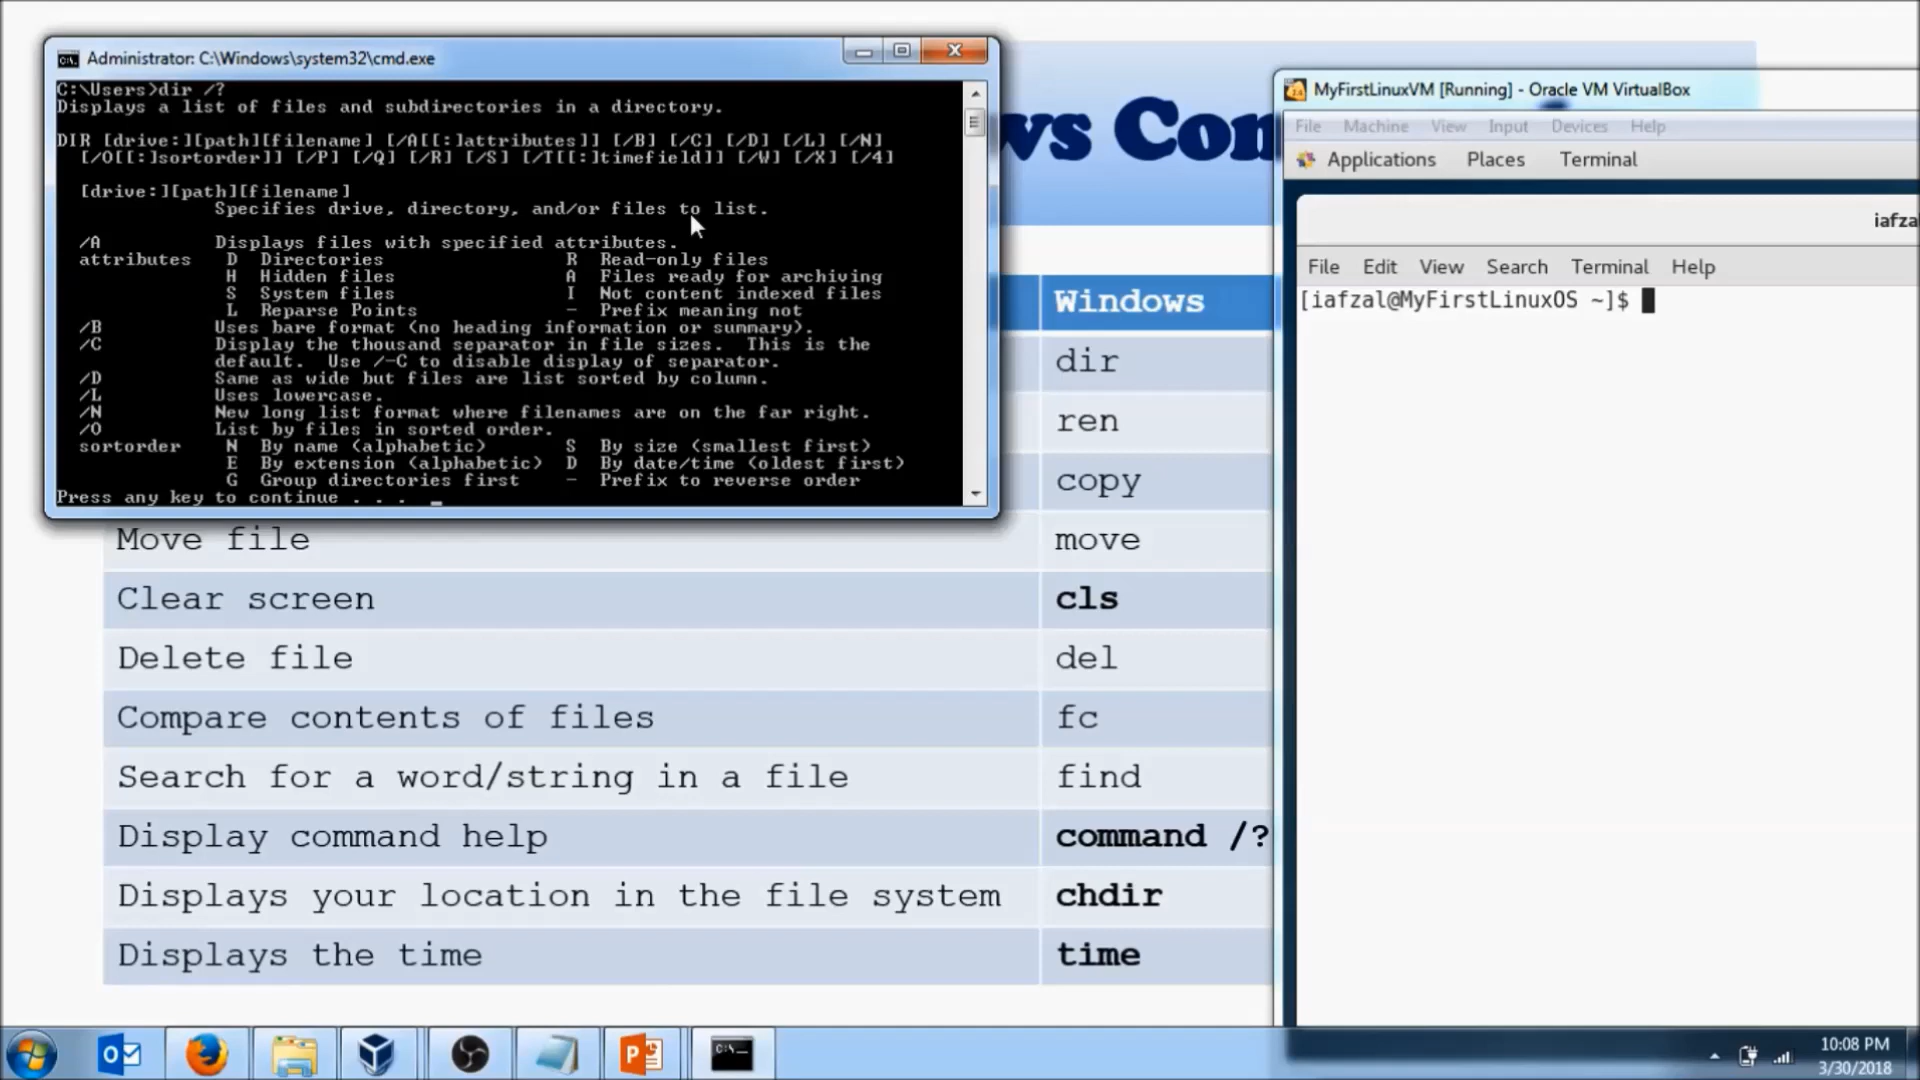 Administrator: C:\Windows\system32\cmd.exe
C:\Users>dir /?
Displays a list of files and subdirectories in a directory.
DIR [drive:][path][filename] [/A[[:]attributes]] [/B] [/C] [/D] [/L] [/N]
[/O[[:]sortorder]] [/P] [/Q] [/R] [/S] [/T[[:]timefield]] [/W] [/X] [/4]
[drive:][path][filename]
Specifies drive, directory, and/or files to list.
/A Displays files with specified attributes.
attributes D Directories R Read-only files
H Hidden files A Files ready for archiving
S System files I Not content indexed files
L Reparse Points - Prefix meaning not
/B Uses bare format (no heading information or summary).
/C Display the thousand separator in file sizes. This is the
default. Use /-C to disable display of separator.
/D Same as wide but files are list sorted by column.
/L Uses lowercase.
/N New long list format where filenames are on the far right.
/O List by files in sorted order.
sortorder N By name (alphabetic) S By size (smallest first)
E By extension (alphabetic) D By date/time (oldest first)
G Group directories first - Prefix to reverse order
Press any key to continue . . . _
ws Con
Windows
dir
ren
copy
Move file move
Clear screen cls
Delete file del
Compare contents of files fc
Search for a word/string in a file find
Display command help command /?
Displays your location in the file system chdir
Displays the time time
MyFirstLinuxVM [Running] - Oracle VM VirtualBox
File Machine View Input Devices Help
Applications Places Terminal
iafzal
File Edit View Search Terminal Help
[iafzal@MyFirstLinuxOS ~]$
10:08 PM
3/30/2018